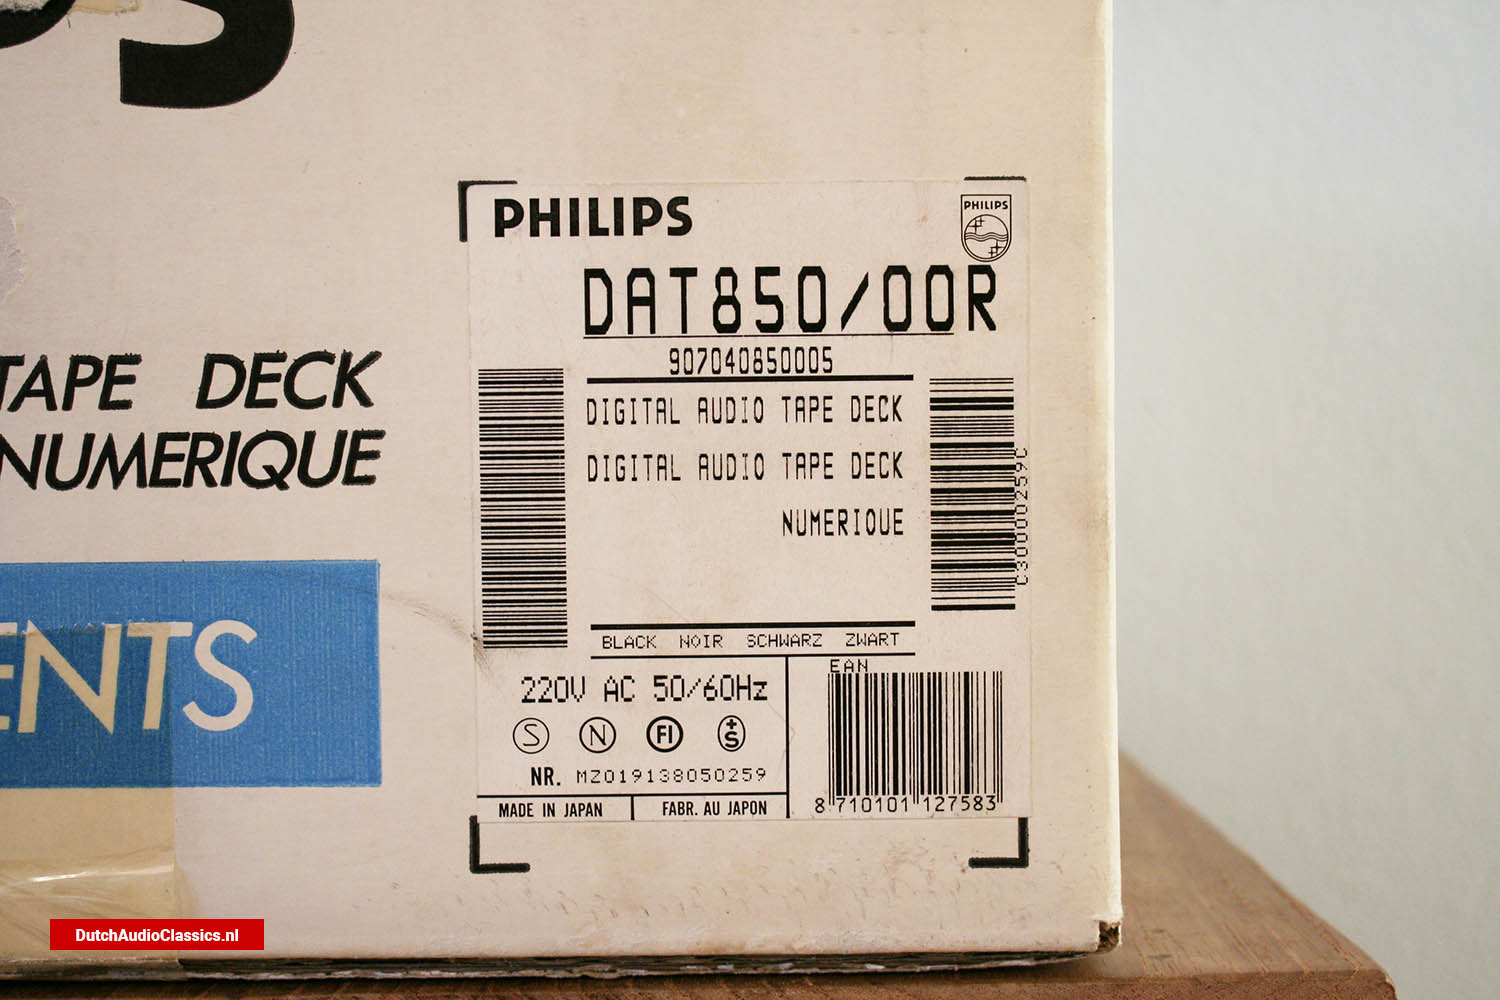 PHILIPS
PHILIPS
DAT850/00R
907040850005
TAPE DECK
NUMERIQUE
DIGITAL AUDIO TAPE DECK
DIGITAL AUDIO TAPE DECK
NUMERIQUE
C30000259C
BLACK NOIR SCHWARZ ZWART
ENTS
220V AC 50/60Hz
EAN
S N FI +S
NR. MZ019138050259
8 710101 127583
MADE IN JAPAN FABR. AU JAPON
DutchAudioClassics.nl